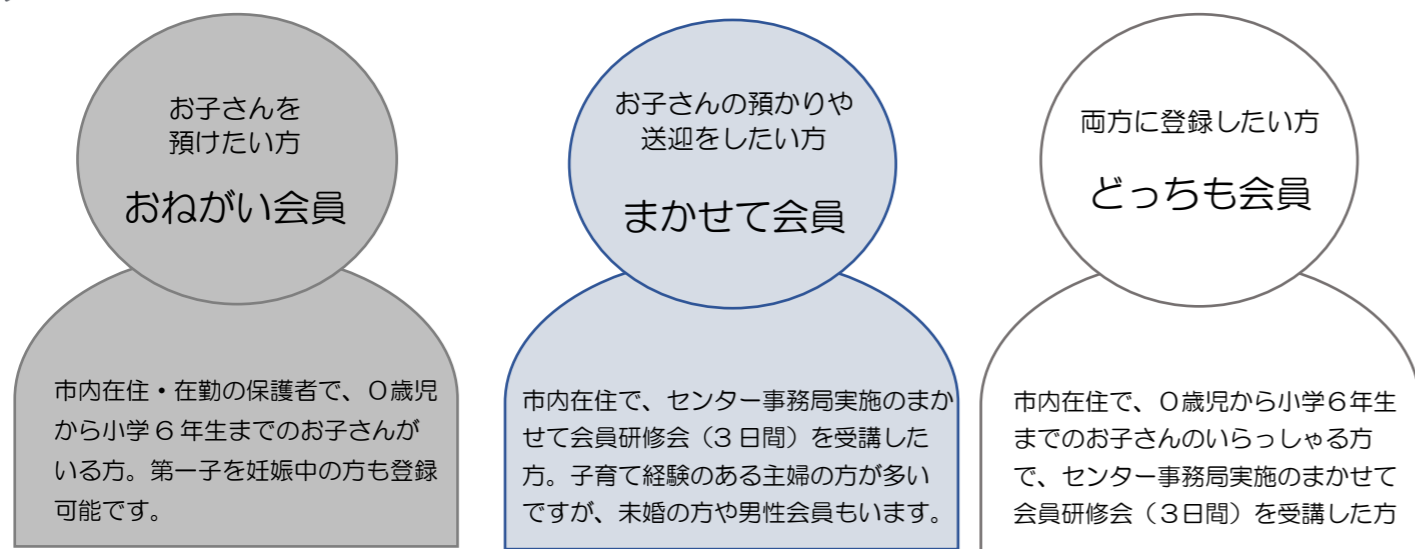 お子さんを
預けたい方
おねがい会員
市内在住・在勤の保護者で、０歳児
から小学６年生までのお子さんが
いる方。第一子を妊娠中の方も登録
可能です。
お子さんの預かりや
送迎をしたい方
まかせて会員
市内在住で、センター事務局実施のまか
せて会員研修会（３日間）を受講した
方。子育て経験のある主婦の方が多い
ですが、未婚の方や男性会員もいます。
両方に登録したい方
どっちも会員
市内在住で、０歳児から小学６年生
までのお子さんのいらっしゃる方
で、センター事務局実施のまかせて
会員研修会（３日間）を受講した方